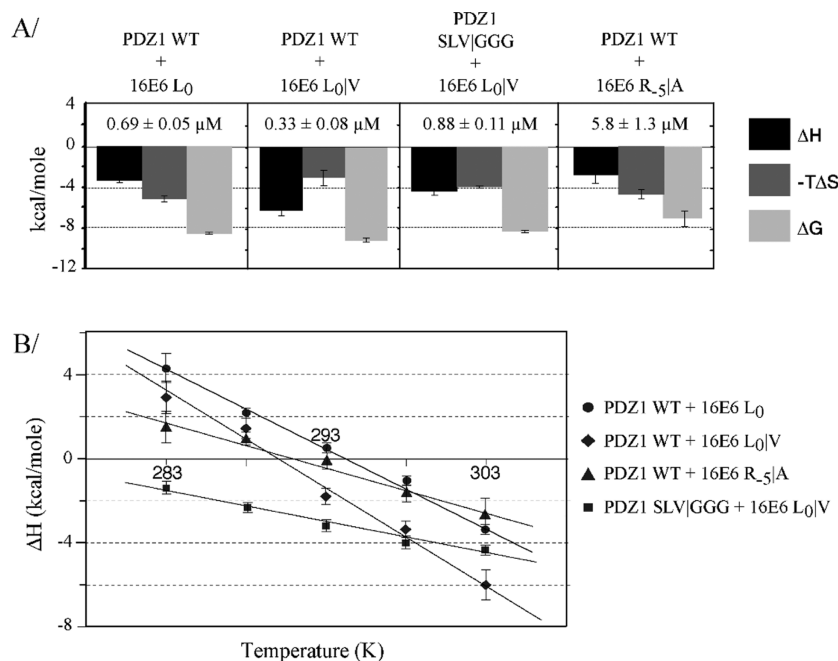 A/
PDZ1 WT
+
16E6 L₀
PDZ1 WT
+
16E6 L₀|V
PDZ1
SLV|GGG
+
16E6 L₀|V
PDZ1 WT
+
16E6 R₋₅|A
kcal/mole
4
0
-4
-8
-12
0.69 ± 0.05 µM
0.33 ± 0.08 µM
0.88 ± 0.11 µM
5.8 ± 1.3 µM
ΔH
-TΔS
ΔG
B/
ΔH (kcal/mole)
4
0
-4
-8
283
293
303
Temperature (K)
PDZ1 WT + 16E6 L₀
PDZ1 WT + 16E6 L₀|V
PDZ1 WT + 16E6 R₋₅|A
PDZ1 SLV|GGG + 16E6 L₀|V